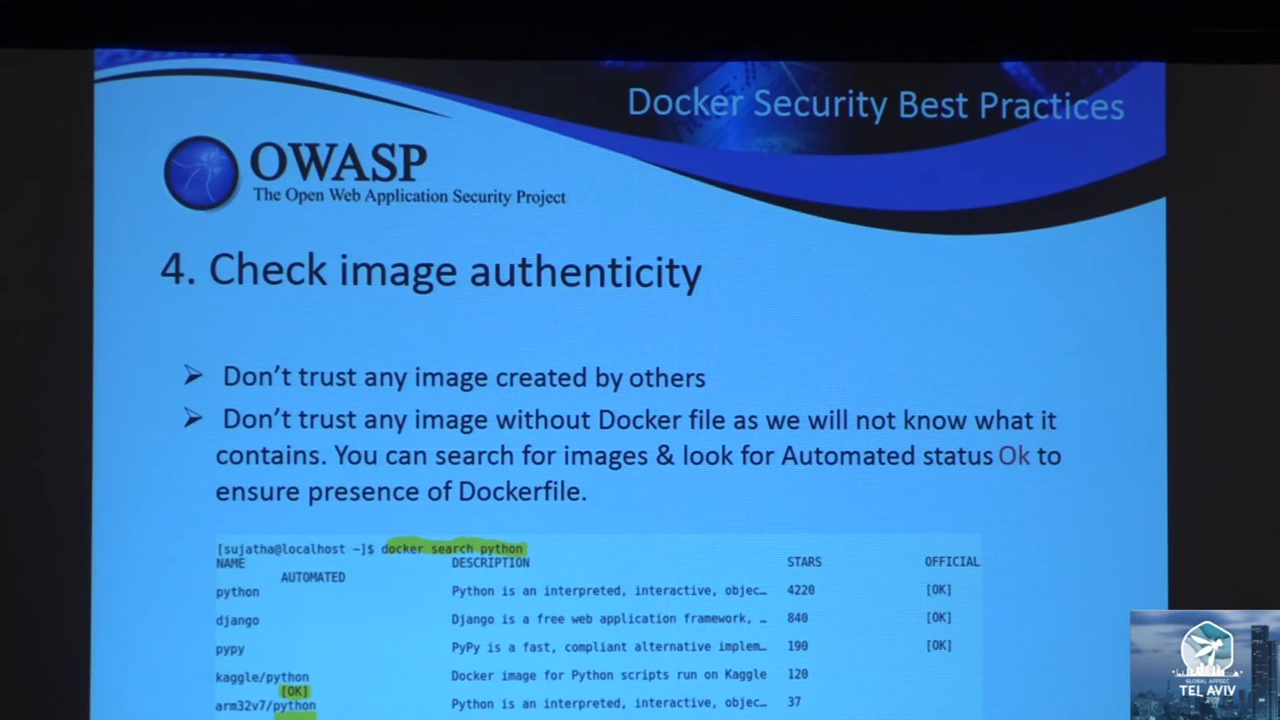 Docker Security Best Practices
OWASP
The Open Web Application Security Project
4. Check image authenticity
➢ Don’t trust any image created by others
➢ Don’t trust any image without Docker file as we will not know what it
contains. You can search for images & look for Automated status Ok to
ensure presence of Dockerfile.
[sujatha@localhost ~]$ docker search python
NAME DESCRIPTION STARS OFFICIAL
AUTOMATED
python Python is an interpreted, interactive, objec… 4220 [OK]
django Django is a free web application framework, … 840 [OK]
pypy PyPy is a fast, compliant alternative implem… 190 [OK]
kaggle/python Docker image for Python scripts run on Kaggle 120
[OK]
arm32v7/python Python is an interpreted, interactive, objec… 37
GLOBAL APPSEC
TEL AVIV